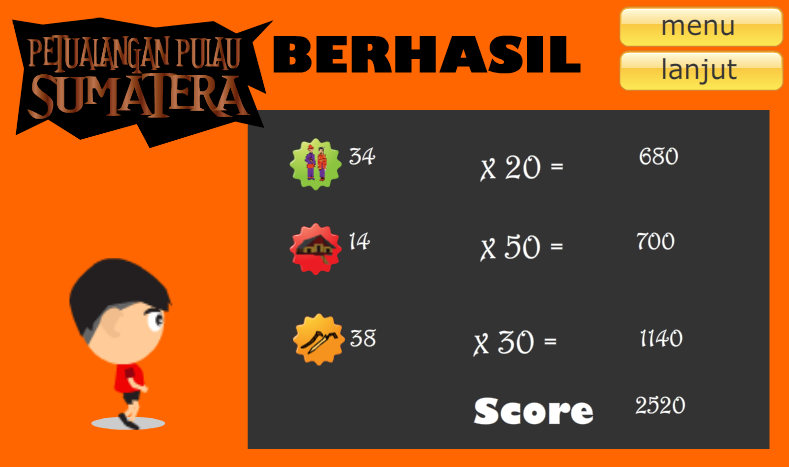 PETUALANGAN PULAU
SUMATERA
BERHASIL
menu
lanjut
34 x 20 = 680
14 x 50 = 700
38 x 30 = 1140
Score 2520